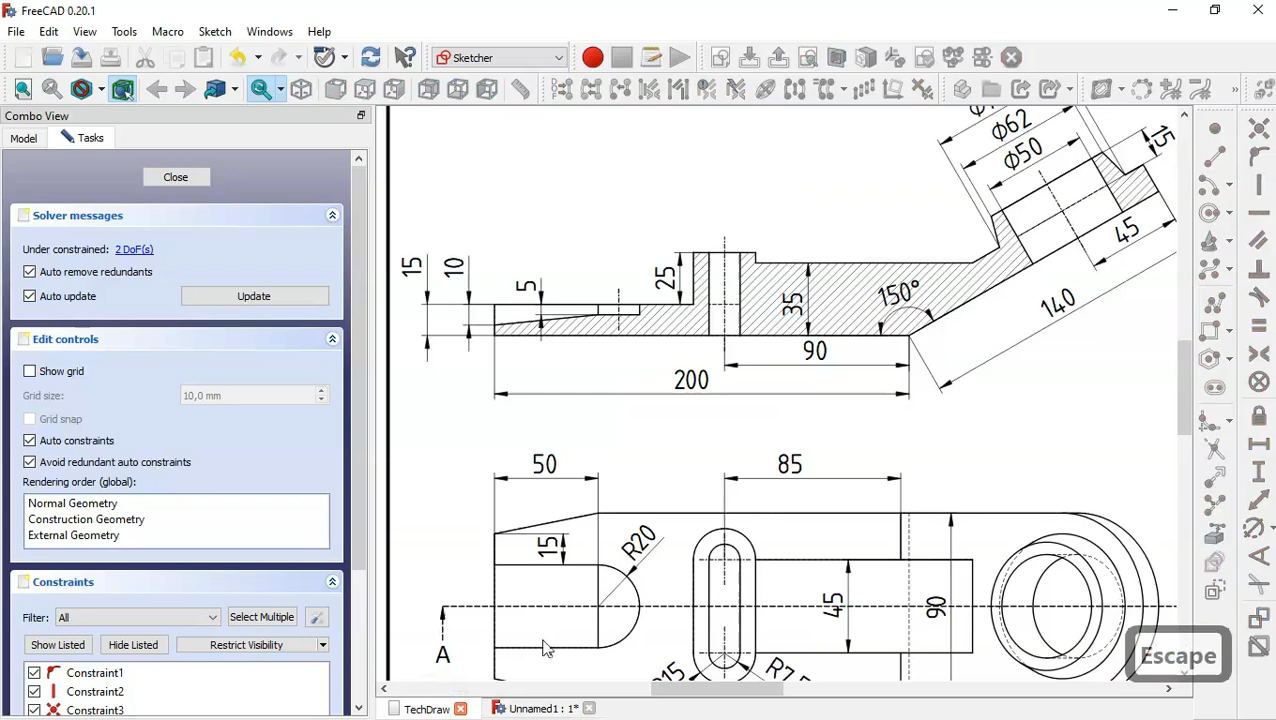 FreeCAD 0.20.1
File Edit View Tools Macro Sketch Windows Help
Sketcher
Combo View
Model Tasks
Close
Solver messages
Under constrained: 2 DoF(s)
Auto remove redundants
Auto update Update
Edit controls
Show grid
Grid size: 10,0 mm
Grid snap
Auto constraints
Avoid redundant auto constraints
Rendering order (global):
Normal Geometry
Construction Geometry
External Geometry
Constraints
Filter: All Select Multiple
Show Listed Hide Listed Restrict Visibility
Constraint1
Constraint2
Constraint3
Φ62
Φ50
15
45
140
150°
15
10
5
25
35
90
200
50
85
15
R20
45
90
A
Escape
TechDraw Unnamed1 : 1*